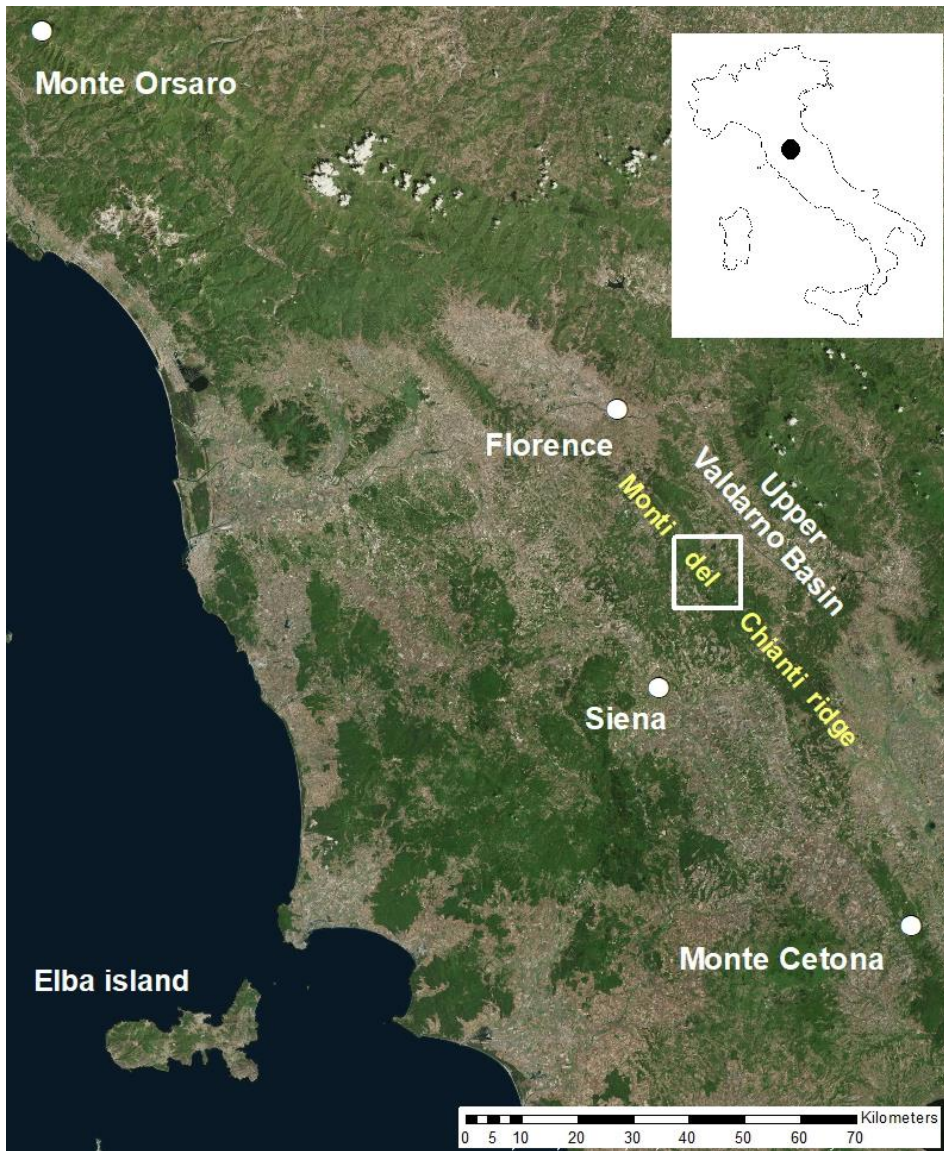 Monte Orsaro
Florence
Upper
Valdarno Basin
Monti del Chianti ridge
Siena
Monte Cetona
Elba island
Kilometers
0 5 10 20 30 40 50 60 70